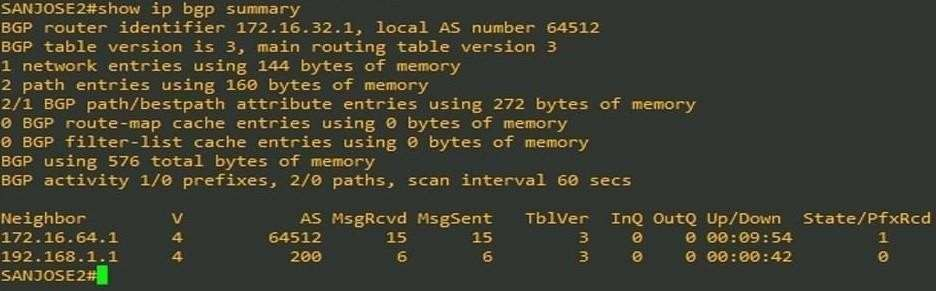 SANJOSE2#show ip bgp summary
BGP router identifier 172.16.32.1, local AS number 64512
BGP table version is 3, main routing table version 3
1 network entries using 144 bytes of memory
2 path entries using 160 bytes of memory
2/1 BGP path/bestpath attribute entries using 272 bytes of memory
0 BGP route-map cache entries using 0 bytes of memory
0 BGP filter-list cache entries using 0 bytes of memory
BGP using 576 total bytes of memory
BGP activity 1/0 prefixes, 2/0 paths, scan interval 60 secs
Neighbor V AS MsgRcvd MsgSent TblVer InQ OutQ Up/Down State/PfxRcd
172.16.64.1 4 64512 15 15 3 0 0 00:09:54 1
192.168.1.1 4 200 6 6 3 0 0 00:00:42 0
SANJOSE2#